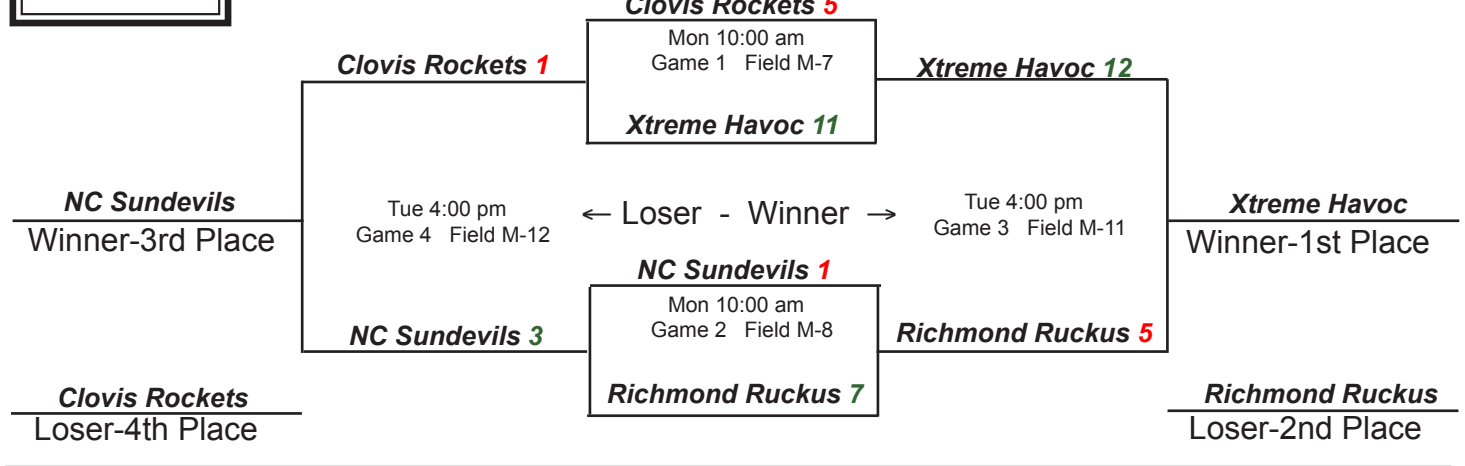 Clovis Rockets 5
Mon 10:00 am
Game 1 Field M-7
Clovis Rockets 1
Xtreme Havoc 12
Xtreme Havoc 11
NC Sundevils
Winner-3rd Place
Tue 4:00 pm
Game 4 Field M-12
← Loser - Winner →
Tue 4:00 pm
Game 3 Field M-11
Xtreme Havoc
Winner-1st Place
NC Sundevils 1
Mon 10:00 am
Game 2 Field M-8
NC Sundevils 3
Richmond Ruckus 5
Richmond Ruckus 7
Clovis Rockets
Loser-4th Place
Richmond Ruckus
Loser-2nd Place